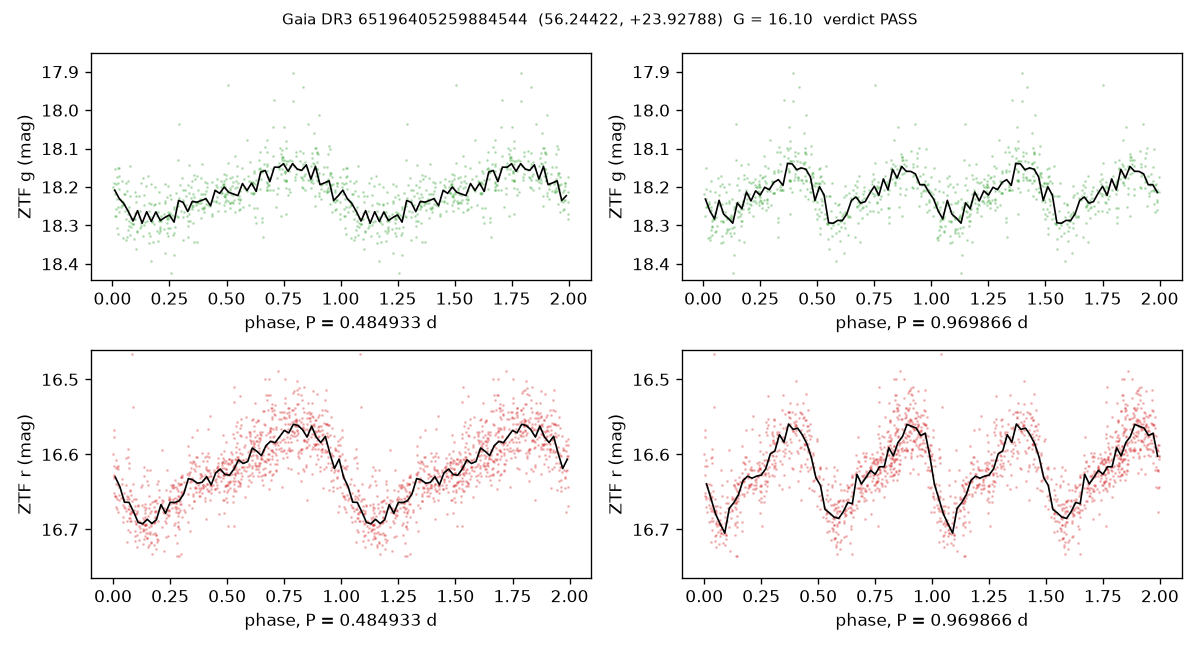 Gaia DR3 65196405259884544  (56.24422, +23.92788)  G = 16.10  verdict PASS
ZTF g (mag)
17.9
18.0
18.1
18.2
18.3
18.4
0.00 0.25 0.50 0.75 1.00 1.25 1.50 1.75 2.00
phase, P = 0.484933 d
ZTF g (mag)
17.9
18.0
18.1
18.2
18.3
18.4
0.00 0.25 0.50 0.75 1.00 1.25 1.50 1.75 2.00
phase, P = 0.969866 d
ZTF r (mag)
16.5
16.6
16.7
0.00 0.25 0.50 0.75 1.00 1.25 1.50 1.75 2.00
phase, P = 0.484933 d
ZTF r (mag)
16.5
16.6
16.7
0.00 0.25 0.50 0.75 1.00 1.25 1.50 1.75 2.00
phase, P = 0.969866 d